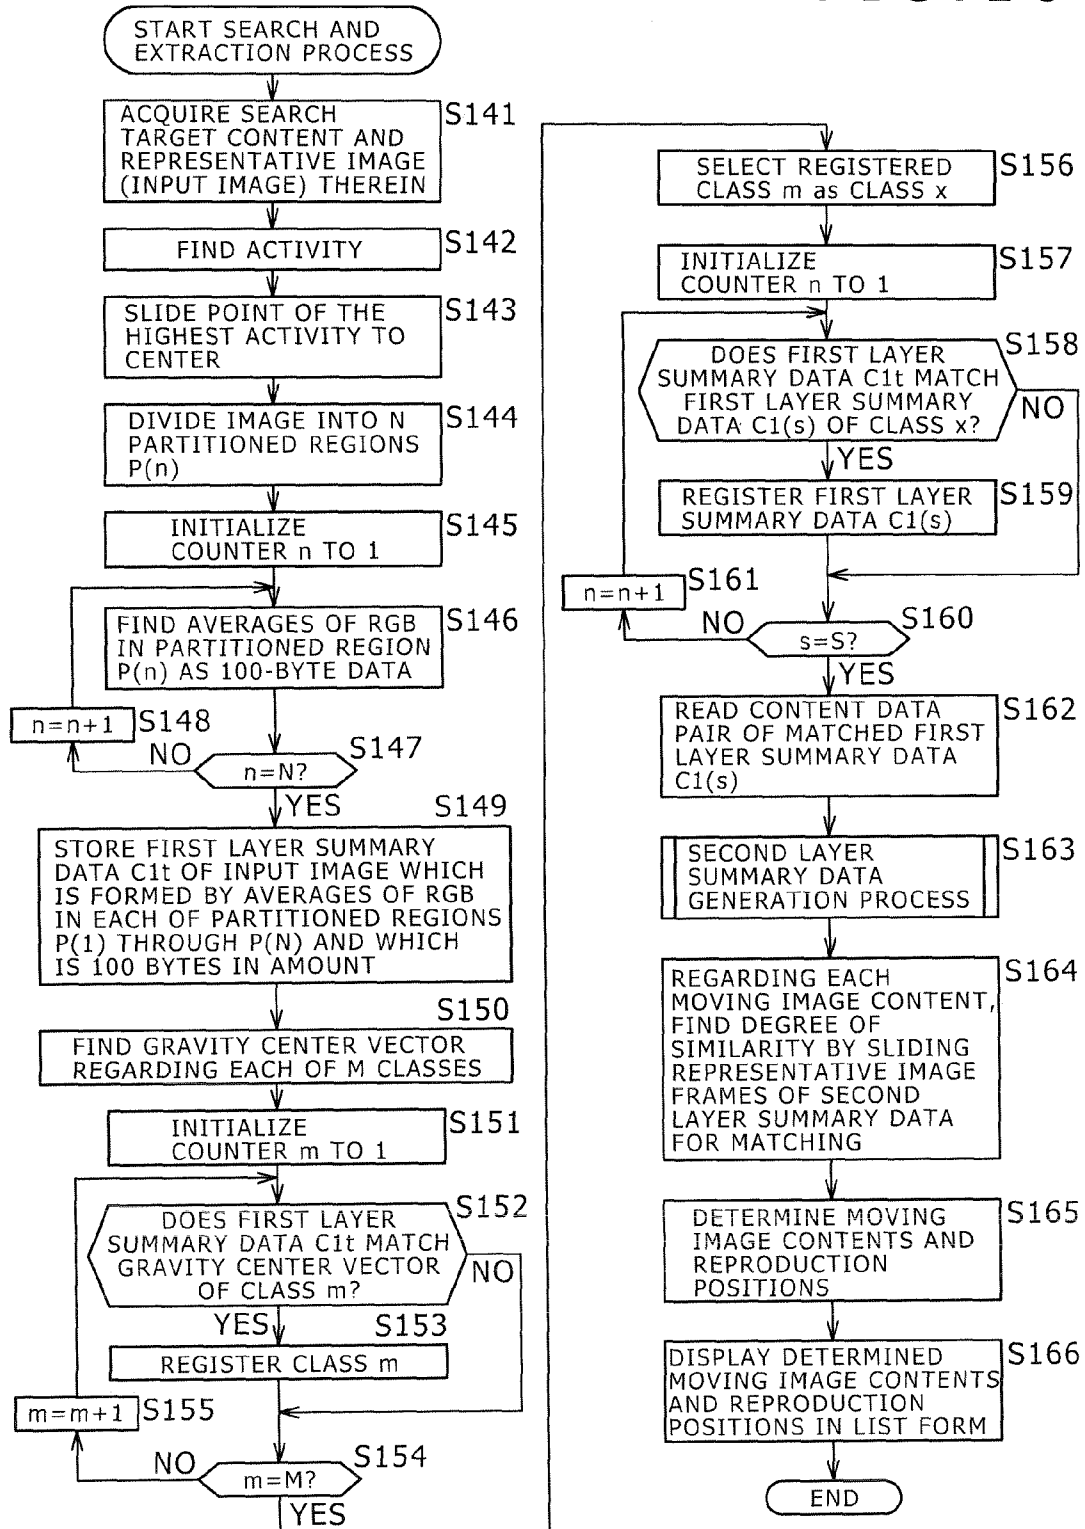 START SEARCH AND
EXTRACTION PROCESS
ACQUIRE SEARCH
TARGET CONTENT AND
REPRESENTATIVE IMAGE
(INPUT IMAGE) THEREIN
S141
FIND ACTIVITY
S142
SLIDE POINT OF THE
HIGHEST ACTIVITY TO
CENTER
S143
DIVIDE IMAGE INTO N
PARTITIONED REGIONS
P(n)
S144
INITIALIZE
COUNTER n TO 1
S145
FIND AVERAGES OF RGB
IN PARTITIONED REGION
P(n) AS 100-BYTE DATA
S146
n=n+1
S148
NO
n=N?
S147
YES
S149
STORE FIRST LAYER SUMMARY
DATA C1t OF INPUT IMAGE WHICH
IS FORMED BY AVERAGES OF RGB
IN EACH OF PARTITIONED REGIONS
P(1) THROUGH P(N) AND WHICH
IS 100 BYTES IN AMOUNT
S150
FIND GRAVITY CENTER VECTOR
REGARDING EACH OF M CLASSES
INITIALIZE
COUNTER m TO 1
S151
DOES FIRST LAYER
SUMMARY DATA C1t MATCH
GRAVITY CENTER VECTOR
OF CLASS m?
S152
NO
YES
S153
REGISTER CLASS m
m=m+1
S155
NO
m=M?
S154
YES
SELECT REGISTERED
CLASS m as CLASS x
S156
INITIALIZE
COUNTER n TO 1
S157
DOES FIRST LAYER
SUMMARY DATA C1t MATCH
FIRST LAYER SUMMARY
DATA C1(s) OF CLASS x?
S158
NO
YES
REGISTER FIRST LAYER
SUMMARY DATA C1(s)
S159
n=n+1
S161
NO
s=S?
S160
YES
READ CONTENT DATA
PAIR OF MATCHED FIRST
LAYER SUMMARY DATA
C1(s)
S162
SECOND LAYER
SUMMARY DATA
GENERATION PROCESS
S163
REGARDING EACH
MOVING IMAGE CONTENT,
FIND DEGREE OF
SIMILARITY BY SLIDING
REPRESENTATIVE IMAGE
FRAMES OF SECOND
LAYER SUMMARY DATA
FOR MATCHING
S164
DETERMINE MOVING
IMAGE CONTENTS AND
REPRODUCTION
POSITIONS
S165
DISPLAY DETERMINED
MOVING IMAGE CONTENTS
AND REPRODUCTION
POSITIONS IN LIST FORM
S166
END